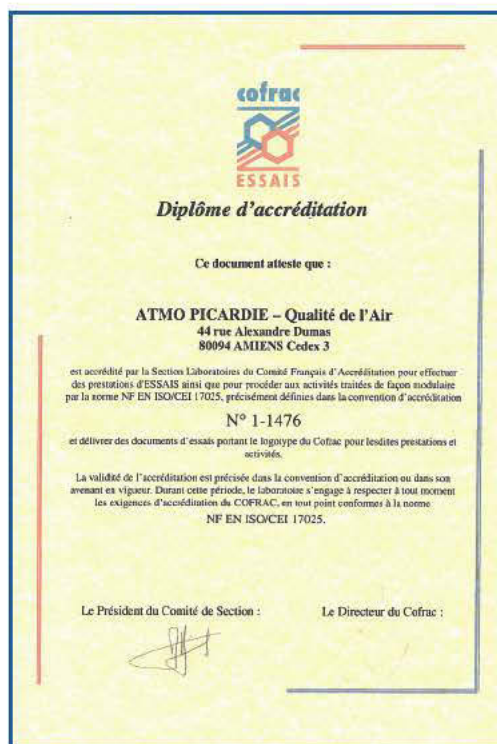 cofrac
ESSAIS
Diplôme d'accréditation
Ce document atteste que :
ATMO PICARDIE – Qualité de l'Air
44 rue Alexandre Dumas
80094 AMIENS Cedex 3
est accrédité par la Section Laboratoires du Comité Français d'Accréditation pour effectuer
des prestations d'ESSAIS ainsi que pour procéder aux activités traitées de façon modulaire
par la norme NF EN ISO/CEI 17025, précisément définies dans la convention d'accréditation
N° 1-1476
et délivrer des documents d'essais portant le logotype du Cofrac pour lesdites prestations et
activités.
La validité de l'accréditation est précisée dans la convention d'accréditation ou dans son
avenant en vigueur. Durant cette période, le laboratoire s'engage à respecter à tout moment
les exigences d'accréditation du COFRAC, en tout point conformes à la norme
NF EN ISO/CEI 17025.
Le Président du Comité de Section :
Le Directeur du Cofrac :